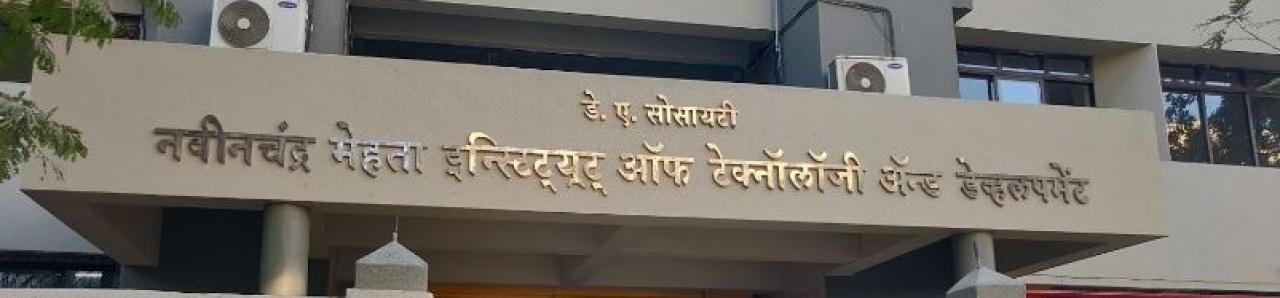 डे. ए. सोसायटी
नवीनचंद्र मेहता इन्स्टिट्यूट् ऑफ टेक्नॉलॉजी ॲन्ड डेव्हलपमेंट